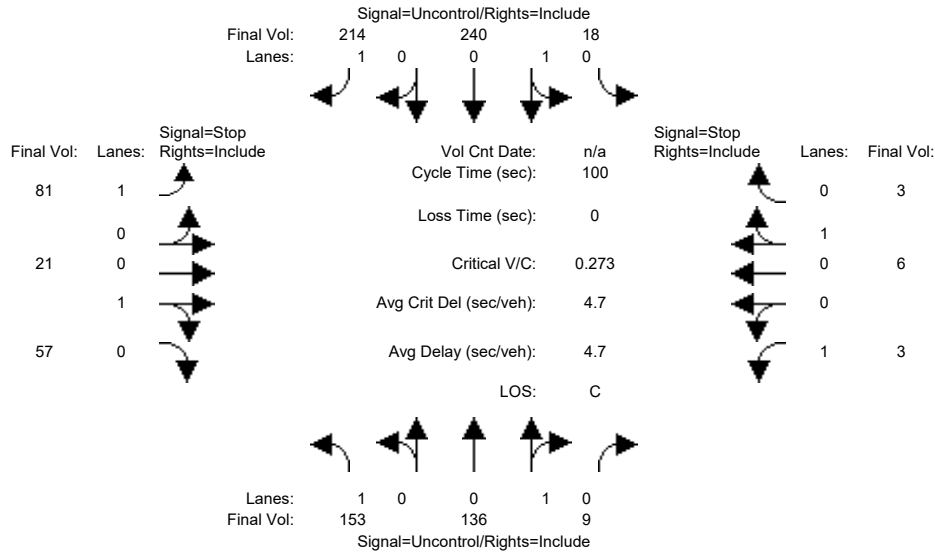 Signal=Uncontrol/Rights=Include
Final Vol: 214 240 18
Lanes: 1 0 0 1 0
Signal=Stop
Final Vol: Lanes: Rights=Include
Vol Cnt Date: n/a
Cycle Time (sec): 100
Loss Time (sec): 0
Critical V/C: 0.273
Avg Crit Del (sec/veh): 4.7
Avg Delay (sec/veh): 4.7
LOS: C
81 1
0
21 0
1
57 0
Signal=Stop
Rights=Include Lanes: Final Vol:
0 3
1
0 6
0
1 3
Lanes: 1 0 0 1 0
Final Vol: 153 136 9
Signal=Uncontrol/Rights=Include